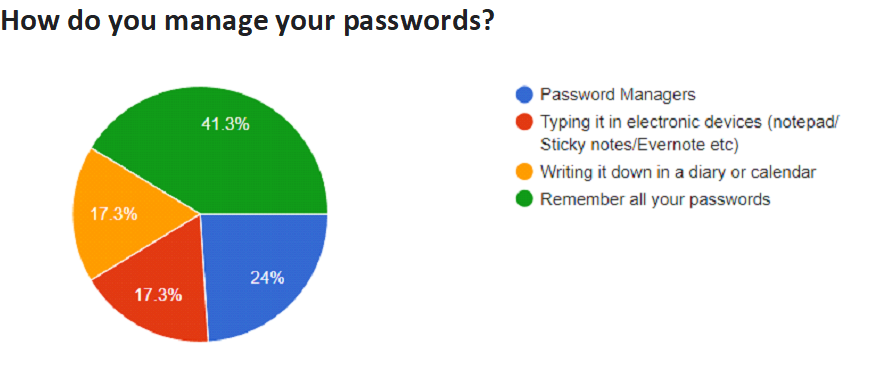 How do you manage your passwords?
41.3%
17.3%
17.3%
24%
Password Managers
Typing it in electronic devices (notepad/
Sticky notes/Evernote etc)
Writing it down in a diary or calendar
Remember all your passwords